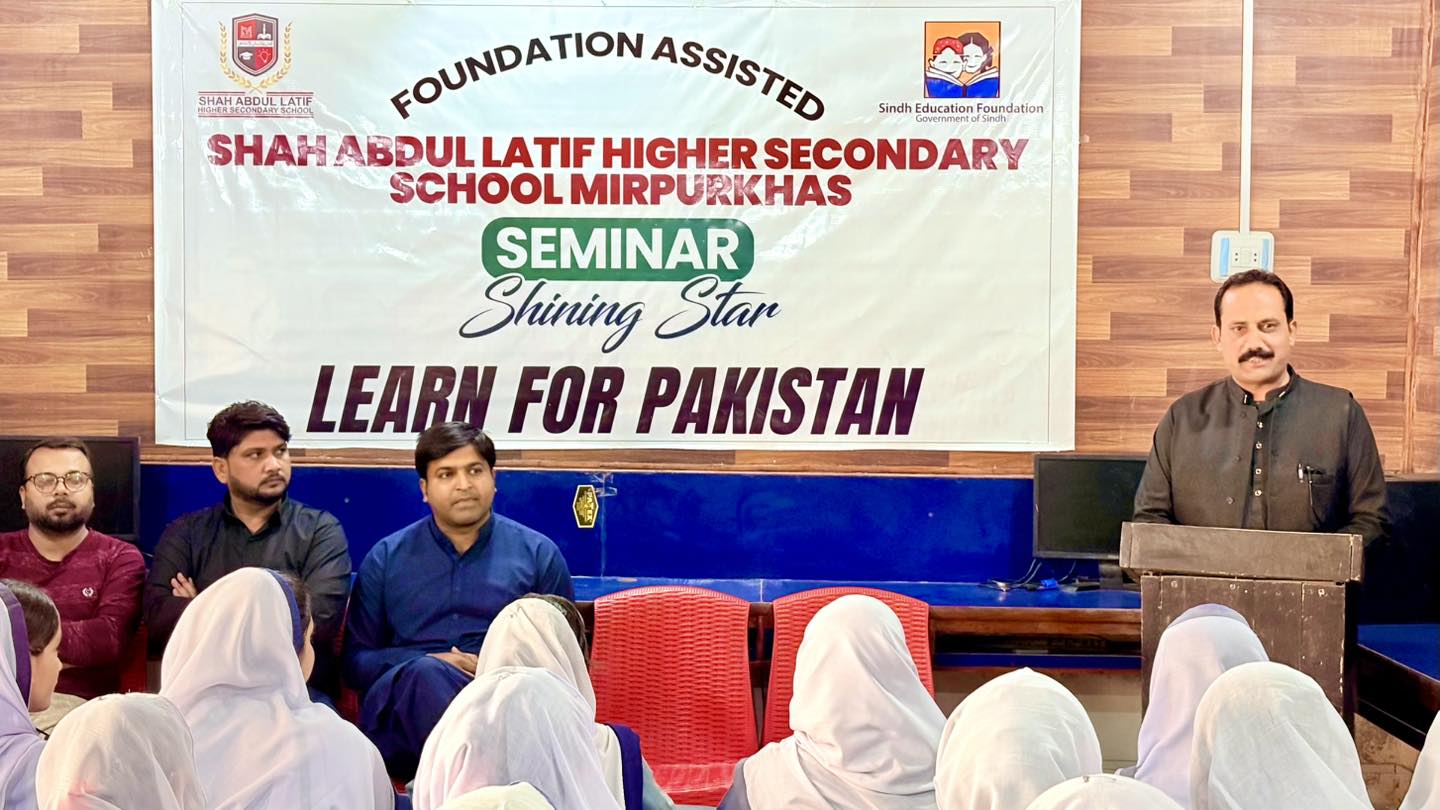 FOUNDATION ASSISTED
SHAH ABDUL LATIF
HIGHER SECONDARY SCHOOL
Sindh Education Foundation
Government of Sindh
SHAH ABDUL LATIF HIGHER SECONDARY
SCHOOL MIRPURKHAS
SEMINAR
Shining Star
LEARN FOR PAKISTAN